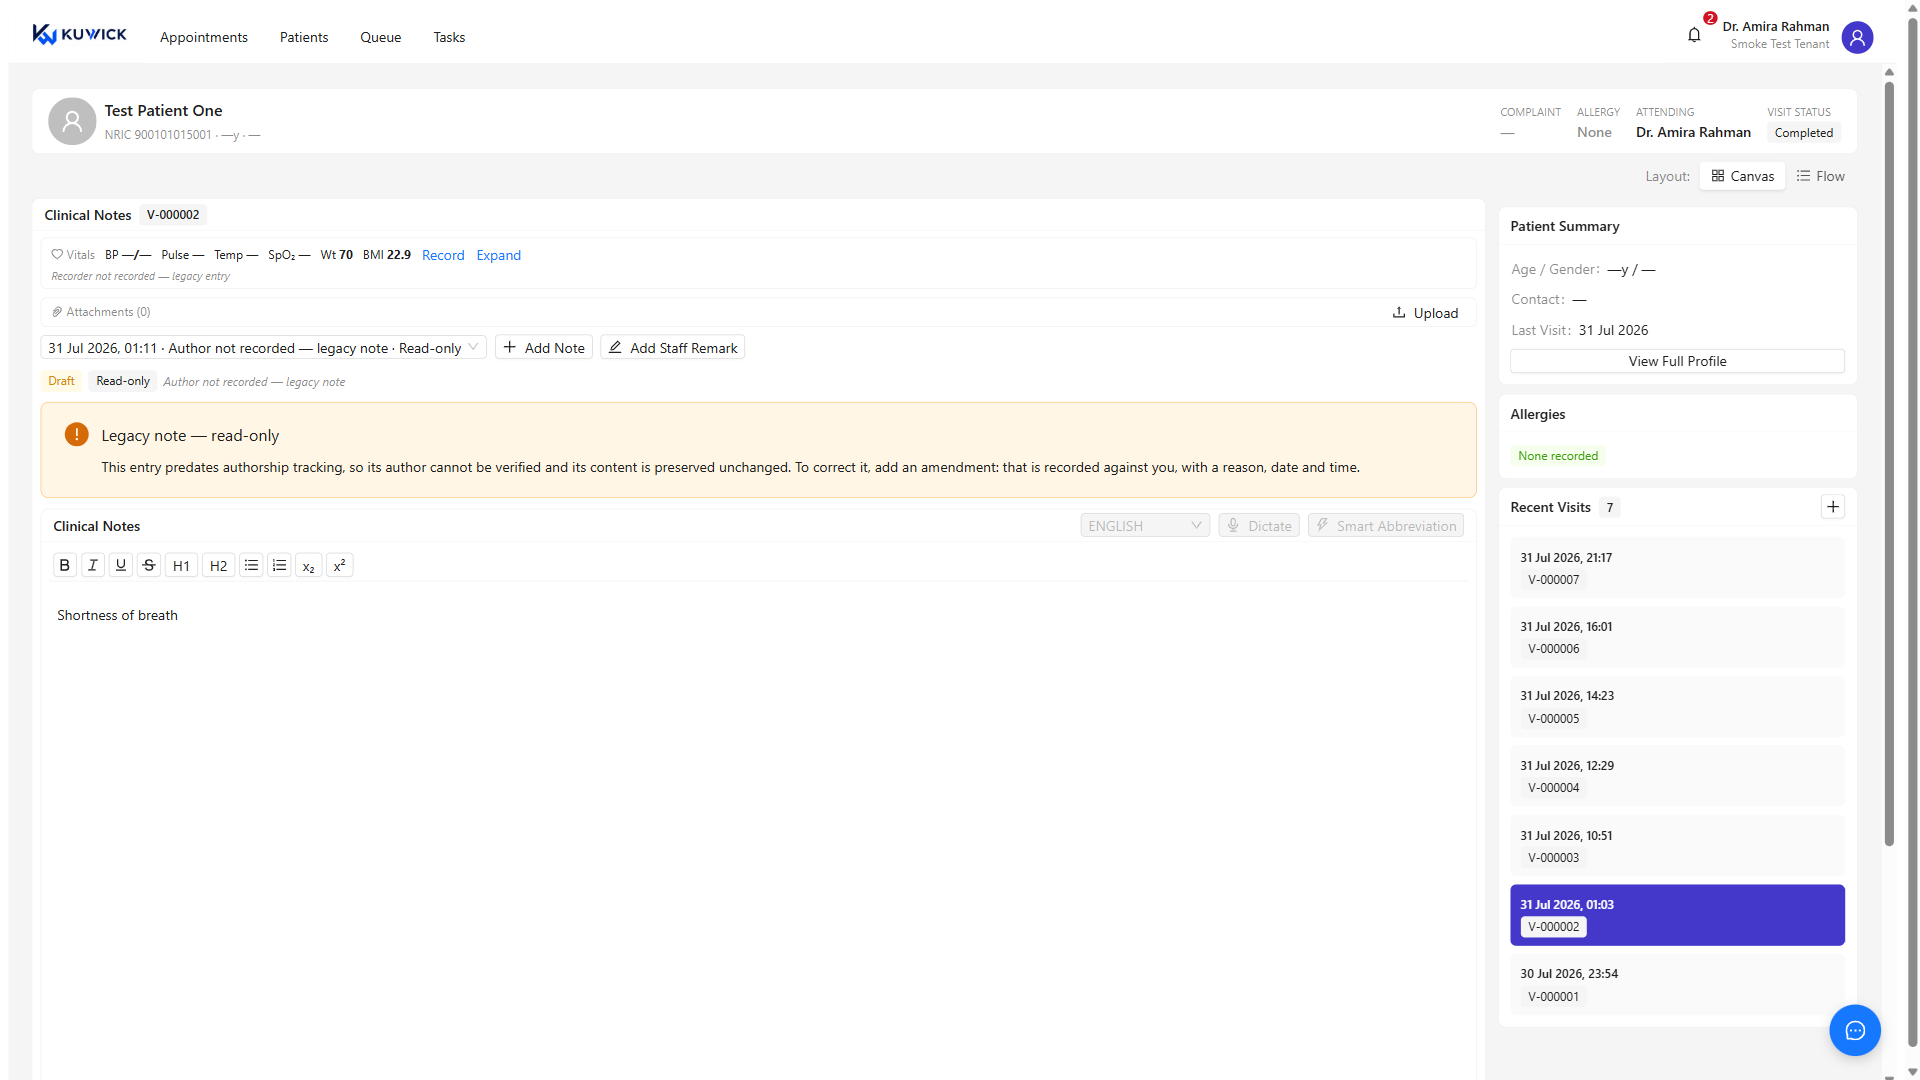 KUWICK
Appointments
Patients
Queue
Tasks
2
Dr. Amira Rahman
Smoke Test Tenant
Test Patient One
NRIC 900101015001 · —y · —
COMPLAINT
—
ALLERGY
None
ATTENDING
Dr. Amira Rahman
VISIT STATUS
Completed
Layout:
Canvas
Flow
Clinical Notes V-000002
Vitals BP —/— Pulse — Temp — SpO₂ — Wt 70 BMI 22.9 Record Expand
Recorder not recorded — legacy entry
Attachments (0)
Upload
31 Jul 2026, 01:11 · Author not recorded — legacy note · Read-only
Add Note
Add Staff Remark
Draft
Read-only
Author not recorded — legacy note
!
Legacy note — read-only
This entry predates authorship tracking, so its author cannot be verified and its content is preserved unchanged. To correct it, add an amendment: that is recorded against you, with a reason, date and time.
Clinical Notes
ENGLISH
Dictate
Smart Abbreviation
B I U S H1 H2 x₂ x²
Shortness of breath
Patient Summary
Age / Gender: —y / —
Contact: —
Last Visit: 31 Jul 2026
View Full Profile
Allergies
None recorded
Recent Visits 7
31 Jul 2026, 21:17
V-000007
31 Jul 2026, 16:01
V-000006
31 Jul 2026, 14:23
V-000005
31 Jul 2026, 12:29
V-000004
31 Jul 2026, 10:51
V-000003
31 Jul 2026, 01:03
V-000002
30 Jul 2026, 23:54
V-000001